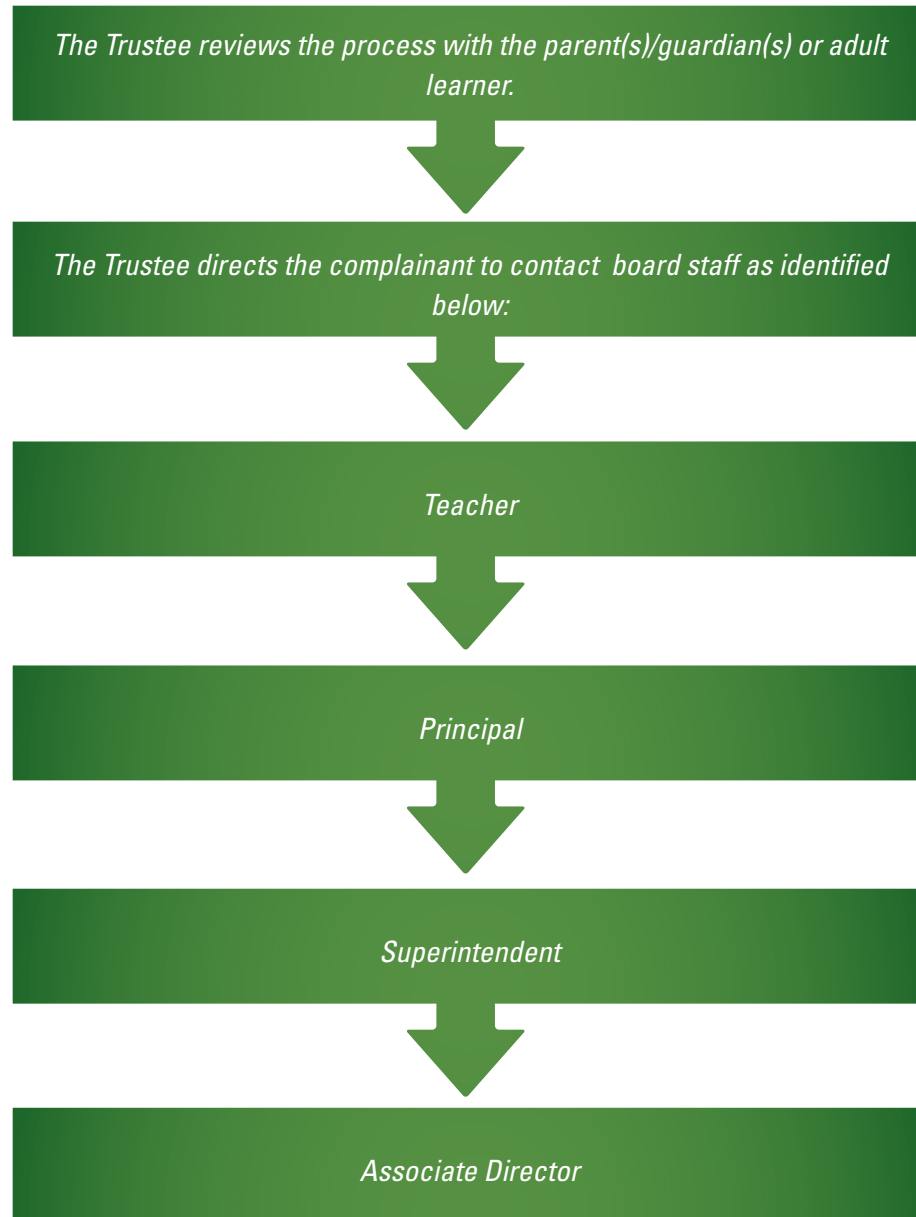 The Trustee reviews the process with the parent(s)/guardian(s) or adult
learner.
The Trustee directs the complainant to contact  board staff as identified
below:
Teacher
Principal
Superintendent
Associate Director